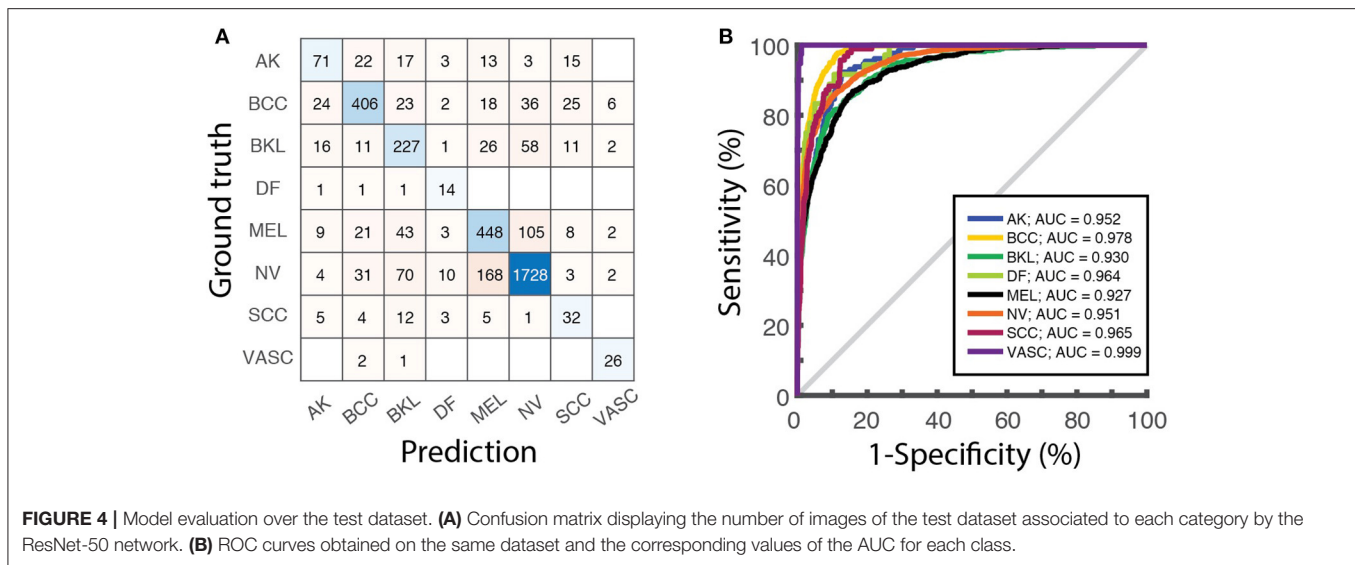 A
Ground truth
AK 71 22 17 3 13 3 15
BCC 24 406 23 2 18 36 25 6
BKL 16 11 227 1 26 58 11 2
DF 1 1 1 14
MEL 9 21 43 3 448 105 8 2
NV 4 31 70 10 168 1728 3 2
SCC 5 4 12 3 5 1 32
VASC 2 1 26
AK BCC BKL DF MEL NV SCC VASC
Prediction
B
Sensitivity (%)
100
80
60
40
20
0
AK; AUC = 0.952
BCC; AUC = 0.978
BKL; AUC = 0.930
DF; AUC = 0.964
MEL; AUC = 0.927
NV; AUC = 0.951
SCC; AUC = 0.965
VASC; AUC = 0.999
0 20 40 60 80 100
1-Specificity (%)
FIGURE 4 | Model evaluation over the test dataset. (A) Confusion matrix displaying the number of images of the test dataset associated to each category by the
ResNet-50 network. (B) ROC curves obtained on the same dataset and the corresponding values of the AUC for each class.